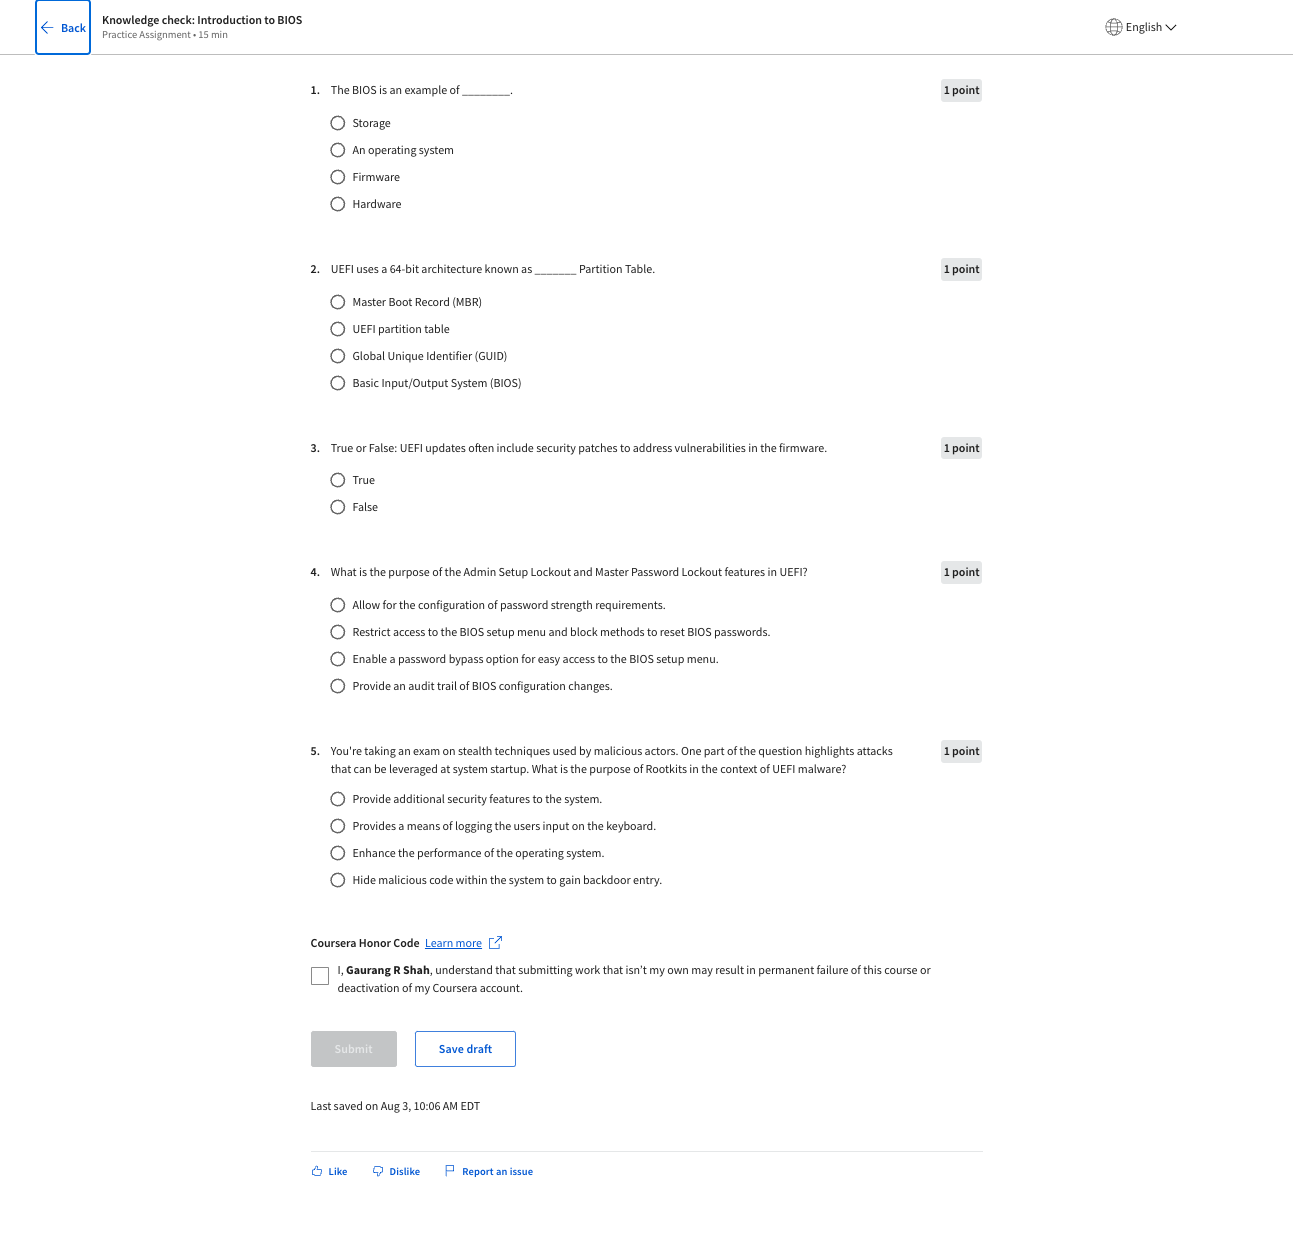 Back
Knowledge check: Introduction to BIOS
Practice Assignment • 15 min
English
1. The BIOS is an example of ________.
1 point
Storage
An operating system
Firmware
Hardware
2. UEFI uses a 64-bit architecture known as _______ Partition Table.
1 point
Master Boot Record (MBR)
UEFI partition table
Global Unique Identifier (GUID)
Basic Input/Output System (BIOS)
3. True or False: UEFI updates often include security patches to address vulnerabilities in the firmware.
1 point
True
False
4. What is the purpose of the Admin Setup Lockout and Master Password Lockout features in UEFI?
1 point
Allow for the configuration of password strength requirements.
Restrict access to the BIOS setup menu and block methods to reset BIOS passwords.
Enable a password bypass option for easy access to the BIOS setup menu.
Provide an audit trail of BIOS configuration changes.
5. You're taking an exam on stealth techniques used by malicious actors. One part of the question highlights attacks
that can be leveraged at system startup. What is the purpose of Rootkits in the context of UEFI malware?
1 point
Provide additional security features to the system.
Provides a means of logging the users input on the keyboard.
Enhance the performance of the operating system.
Hide malicious code within the system to gain backdoor entry.
Coursera Honor Code Learn more
I, Gaurang R Shah, understand that submitting work that isn't my own may result in permanent failure of this course or
deactivation of my Coursera account.
Submit
Save draft
Last saved on Aug 3, 10:06 AM EDT
Like
Dislike
Report an issue